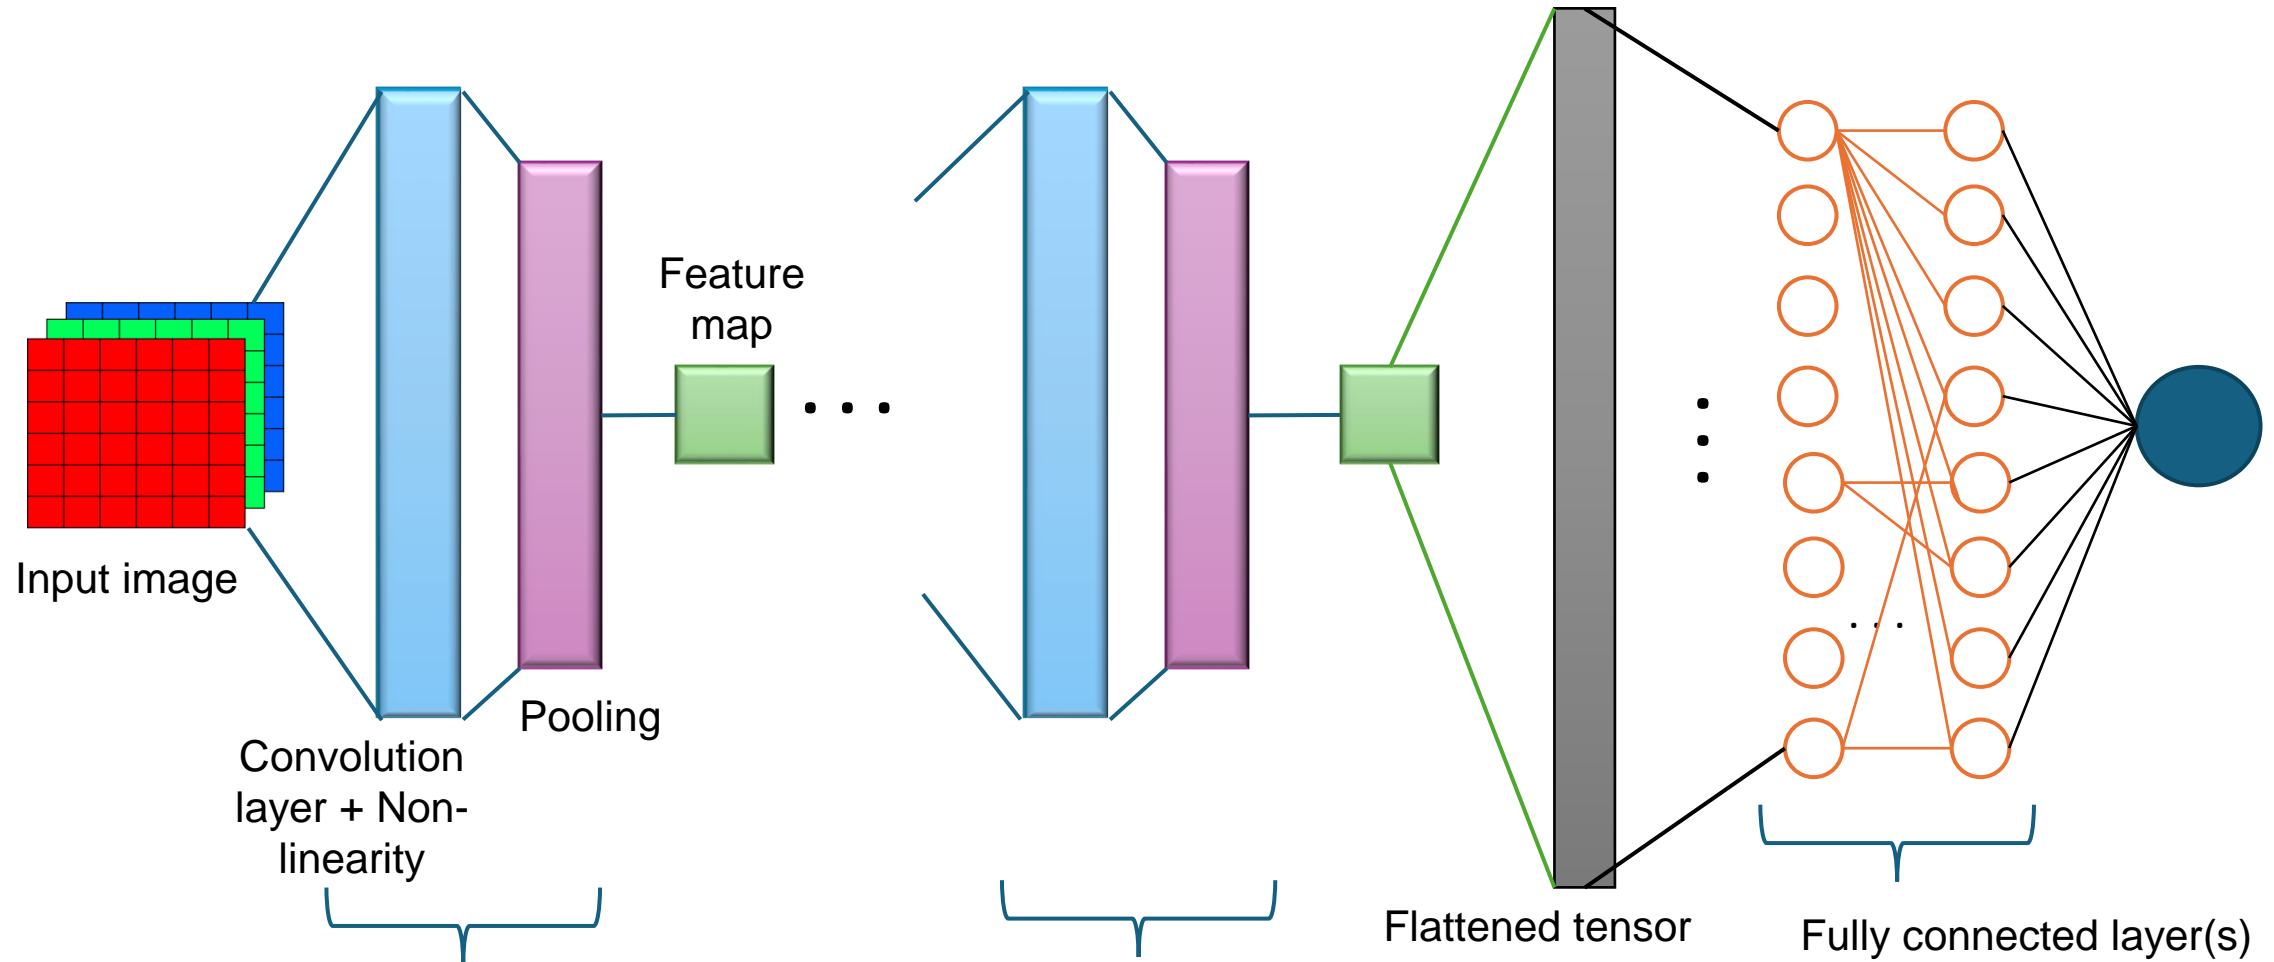 Input image
Convolution
layer + Non-
linearity
Pooling
Feature
map
. . .
Flattened tensor
. . .
Fully connected layer(s)